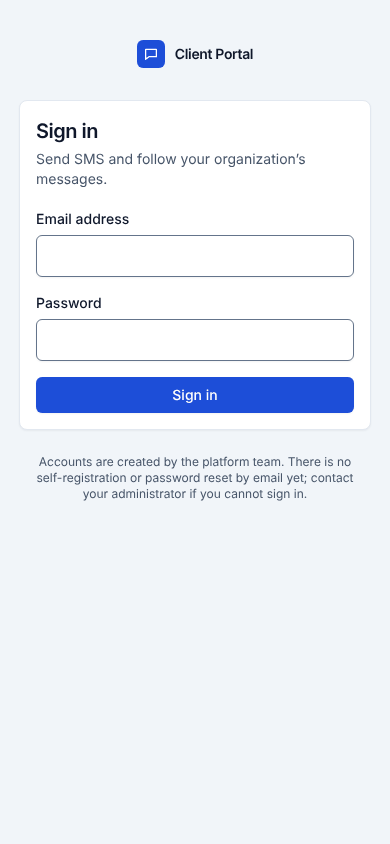 Client Portal
Sign in
Send SMS and follow your organization’s
messages.
Email address
Password
Sign in
Accounts are created by the platform team. There is no
self-registration or password reset by email yet; contact
your administrator if you cannot sign in.